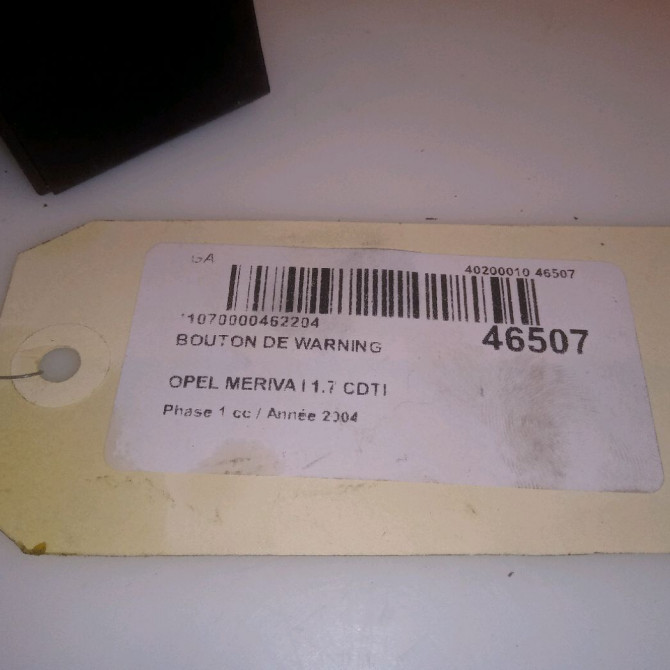 GA
40200010 46507
*1070000462204
46507
BOUTON DE WARNING
OPEL MERIVA I 1.7 CDTI
Phase 1 cc / Année 2004